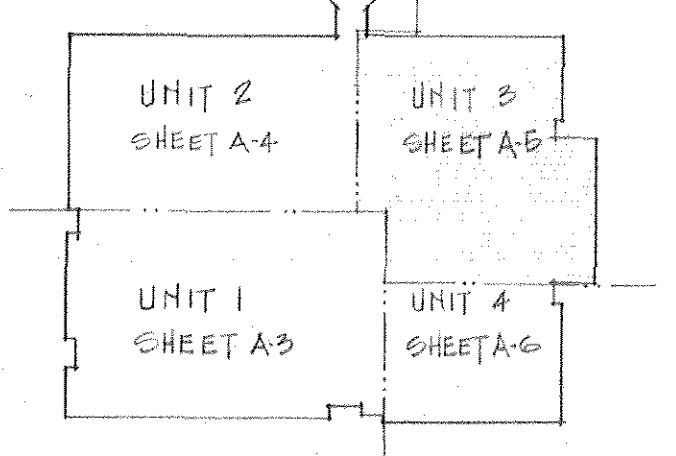 UNIT 2
SHEET A-4
UNIT 3
SHEET A-5
UNIT 1
SHEET A-3
UNIT 4
SHEET A-6